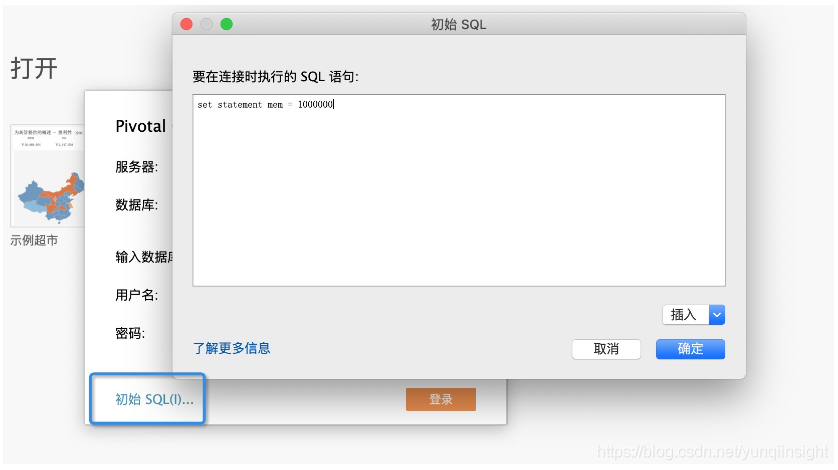 初始 SQL
打开
要在连接时执行的 SQL 语句:
set statement mem = 1000000
Pivotal
服务器:
数据库:
示例超市
输入数据库
用户名:
密码:
插入
了解更多信息
取消
确定
初始 SQL(I)...
登录
https://blog.csdn.net/yunqiinsight